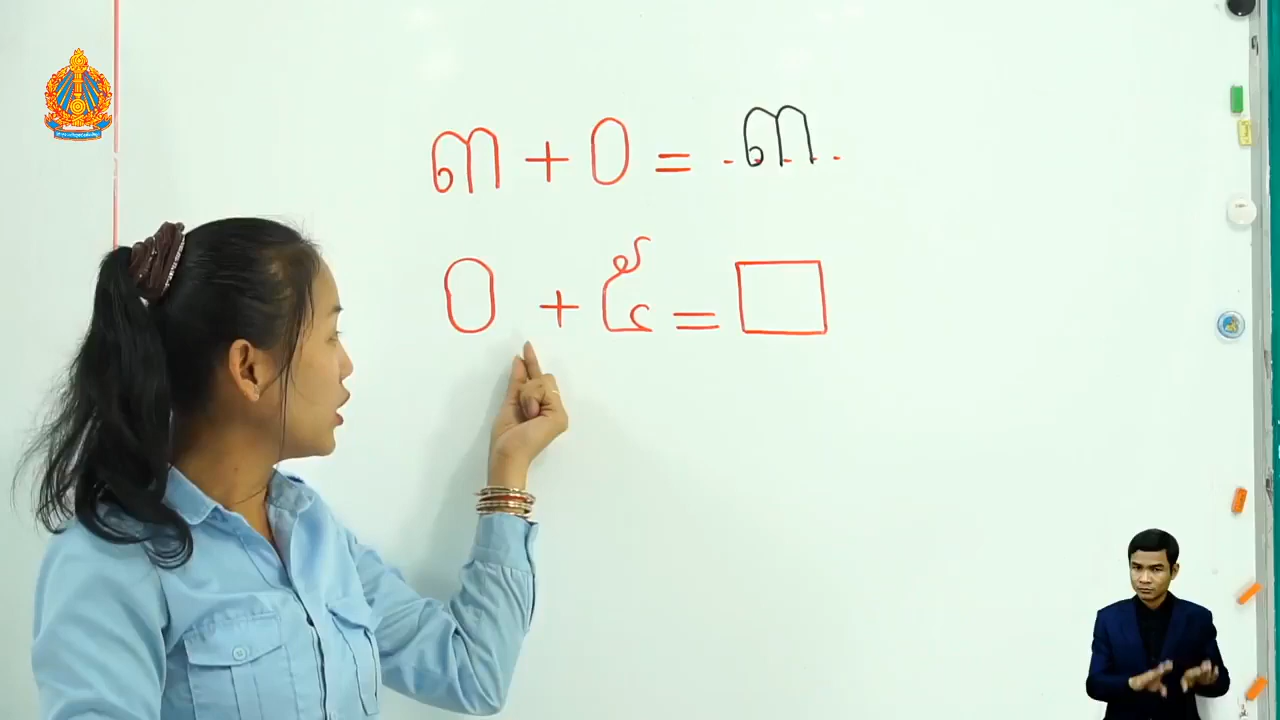 ៣ + ០ = ៣
០ + ៥ = □